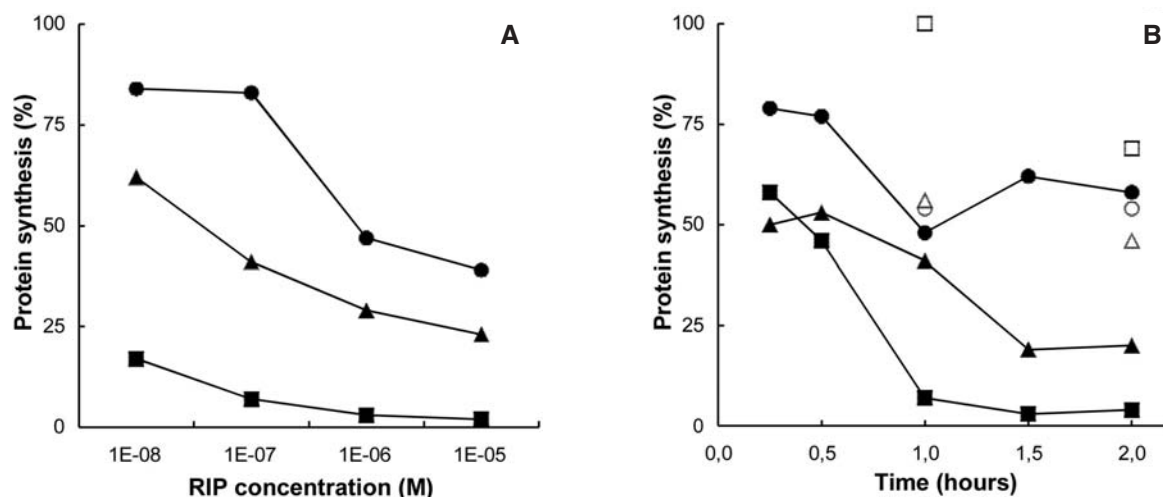 A
Protein synthesis (%)
100
75
50
25
0
1E-08 1E-07 1E-06 1E-05
RIP concentration (M)
B
Protein synthesis (%)
100
75
50
25
0
0,0 0,5 1,0 1,5 2,0
Time (hours)